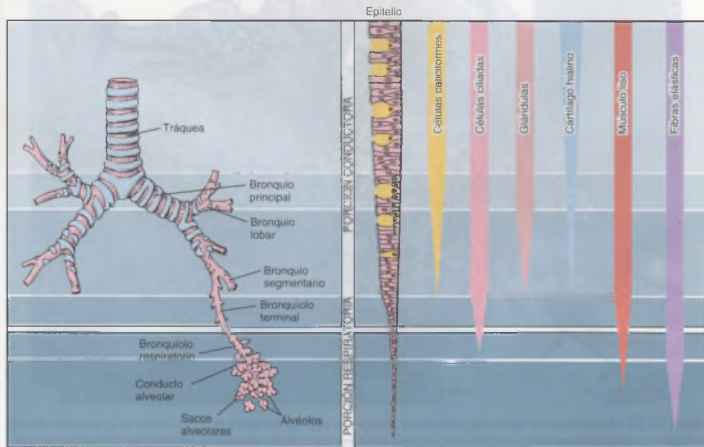 Epitelio
Tráquea
Bronquio
principal
Bronquio
lobar
Bronquio
segmentario
Bronquiolo
terminal
Bronquiolo
respiratorio
Conducto
alveolar
Sacos
alveolares
Alvéolos
PORCIÓN CONDUCTORA
PORCIÓN RESPIRATORIA
Células caliciformes
Células ciliadas
Glándulas
Cartílago hialino
Músculo liso
Fibras elásticas